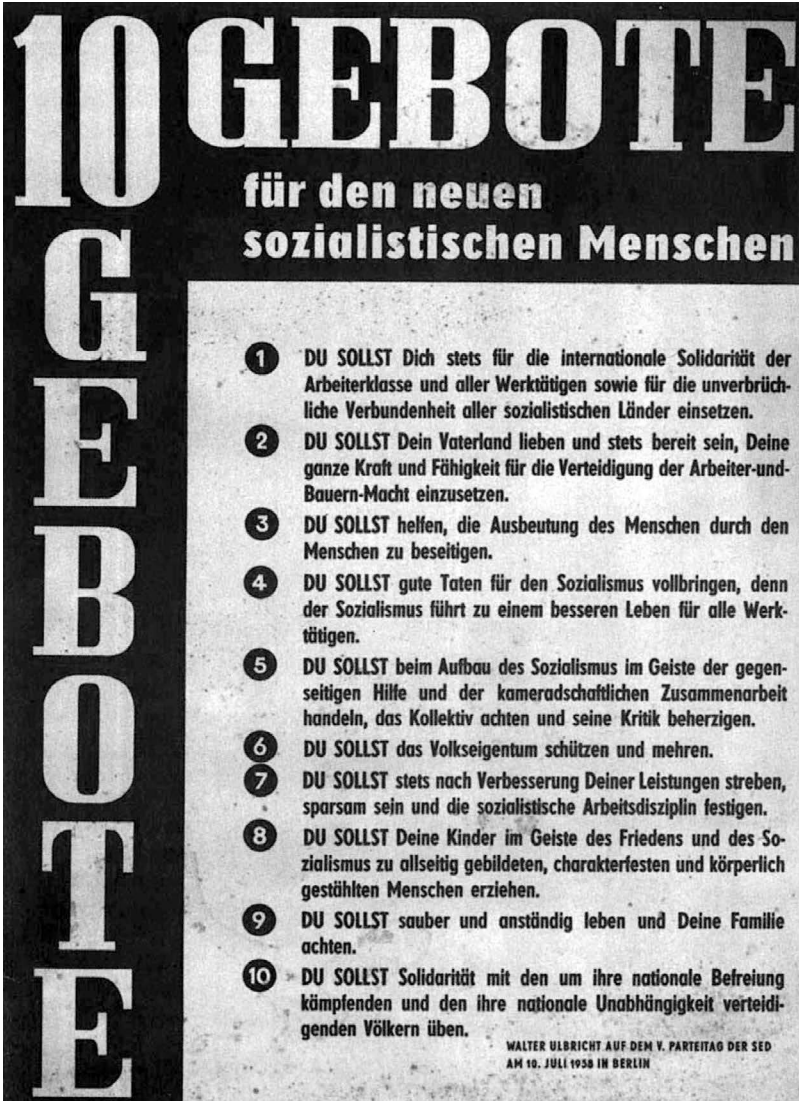 10 GEBOTE
GEBOTE
für den neuen
sozialistischen Menschen
1 DU SOLLST Dich stets für die internationale Solidarität der
Arbeiterklasse und aller Werktätigen sowie für die unverbrüch-
liche Verbundenheit aller sozialistischen Länder einsetzen.
2 DU SOLLST Dein Vaterland lieben und stets bereit sein, Deine
ganze Kraft und Fähigkeit für die Verteidigung der Arbeiter-und-
Bauern-Macht einzusetzen.
3 DU SOLLST helfen, die Ausbeutung des Menschen durch den
Menschen zu beseitigen.
4 DU SOLLST gute Taten für den Sozialismus vollbringen, denn
der Sozialismus führt zu einem besseren Leben für alle Werk-
tätigen.
5 DU SOLLST beim Aufbau des Sozialismus im Geiste der gegen-
seitigen Hilfe und der kameradschaftlichen Zusammenarbeit
handeln, das Kollektiv achten und seine Kritik beherzigen.
6 DU SOLLST das Volkseigentum schützen und mehren.
7 DU SOLLST stets nach Verbesserung Deiner Leistungen streben,
sparsam sein und die sozialistische Arbeitsdisziplin festigen.
8 DU SOLLST Deine Kinder im Geiste des Friedens und des So-
zialismus zu allseitig gebildeten, charakterfesten und körperlich
gestählten Menschen erziehen.
9 DU SOLLST sauber und anständig leben und Deine Familie
achten.
10 DU SOLLST Solidarität mit den um ihre nationale Befreiung
kämpfenden und den ihre nationale Unabhängigkeit verteidi-
genden Völkern üben.
WALTER ULBRICHT AUF DEM V. PARTEITAG DER SED
AM 10. JULI 1958 IN BERLIN